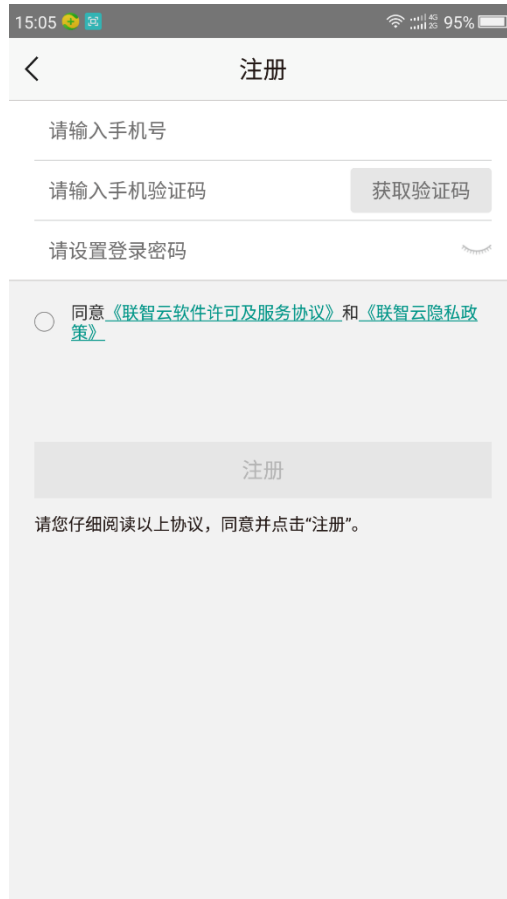 15:05 4G 2G 95%
注册
请输入手机号
请输入手机验证码 获取验证码
请设置登录密码
同意《联智云软件许可及服务协议》和《联智云隐私政
策》
注册
请您仔细阅读以上协议，同意并点击“注册”。